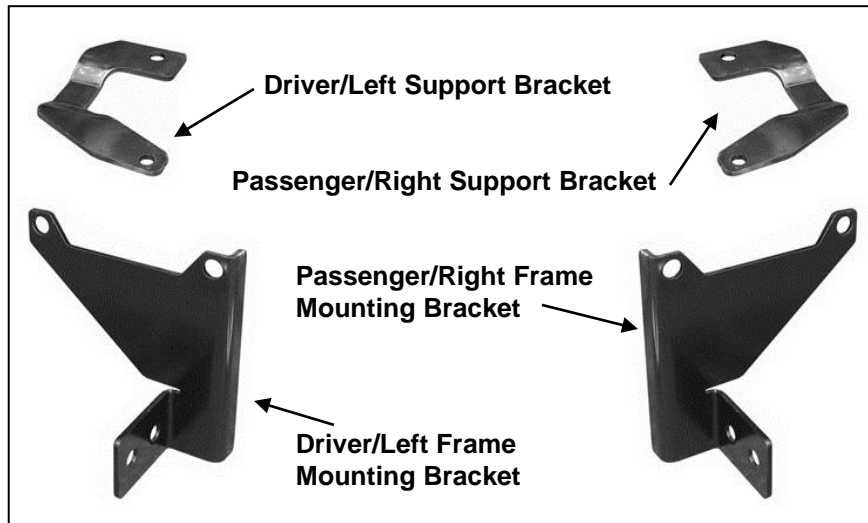 Driver/Left Support Bracket
Passenger/Right Support Bracket
Passenger/Right Frame
Mounting Bracket
Driver/Left Frame
Mounting Bracket